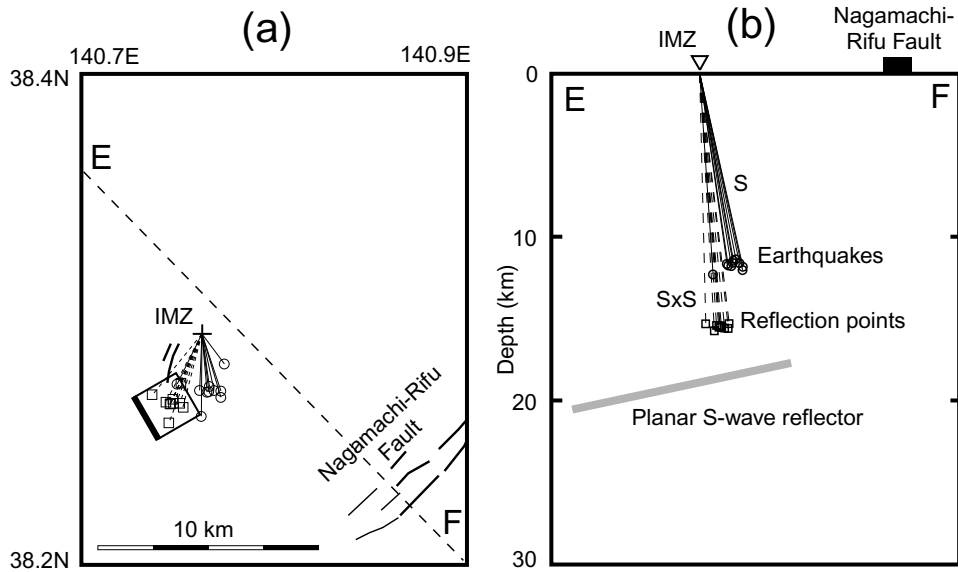 (a)
140.7E
140.9E
38.4N
E
IMZ
Nagamachi-Rifu
Fault
F
10 km
38.2N
(b)
Nagamachi-
Rifu Fault
IMZ
0
E
F
S
10
Earthquakes
SxS
Reflection points
Depth (km)
20
Planar S-wave reflector
30